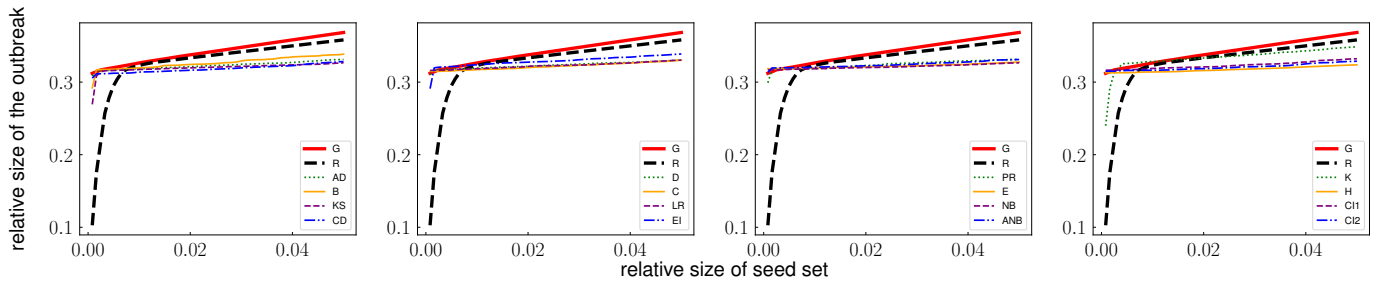 relative size of the outbreak
0.3
0.2
0.1
0.00 0.02 0.04
G
R
AD
B
KS
CD
0.3
0.2
0.1
0.00 0.02 0.04
G
R
D
C
LR
EI
0.3
0.2
0.1
0.00 0.02 0.04
G
R
PR
E
NB
ANB
0.3
0.2
0.1
0.00 0.02 0.04
G
R
K
H
CI1
CI2
relative size of seed set